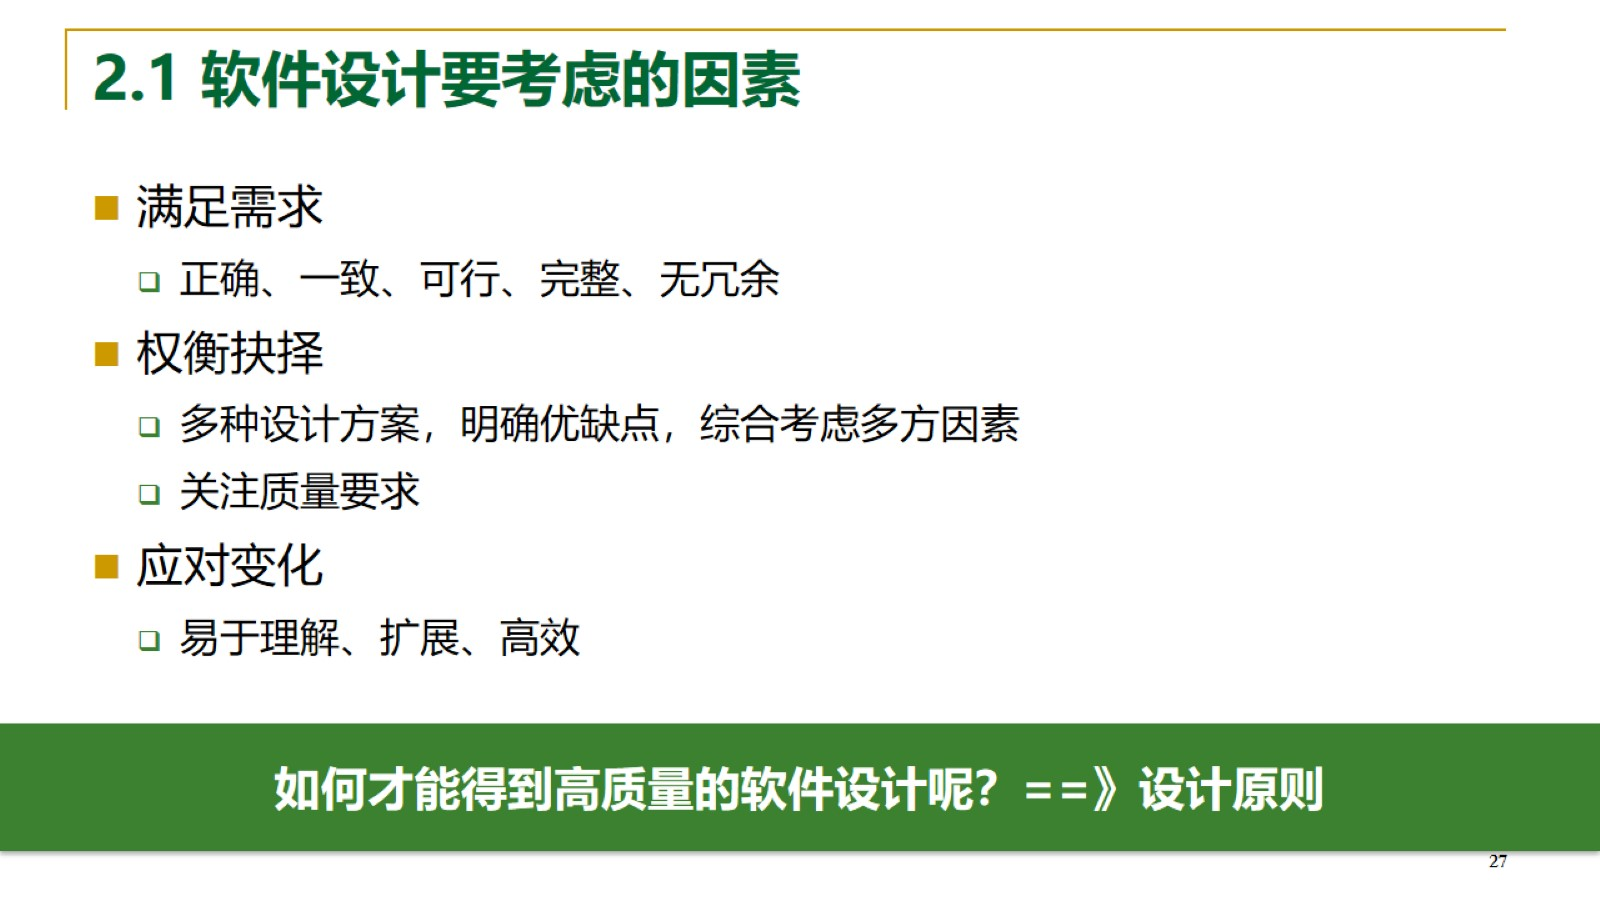 2.1 软件设计要考虑的因素
满足需求
正确、一致、可行、完整、无冗余
权衡抉择
多种设计方案，明确优缺点，综合考虑多方因素
关注质量要求
应对变化
易于理解、扩展、高效
如何才能得到高质量的软件设计呢？==》设计原则
27